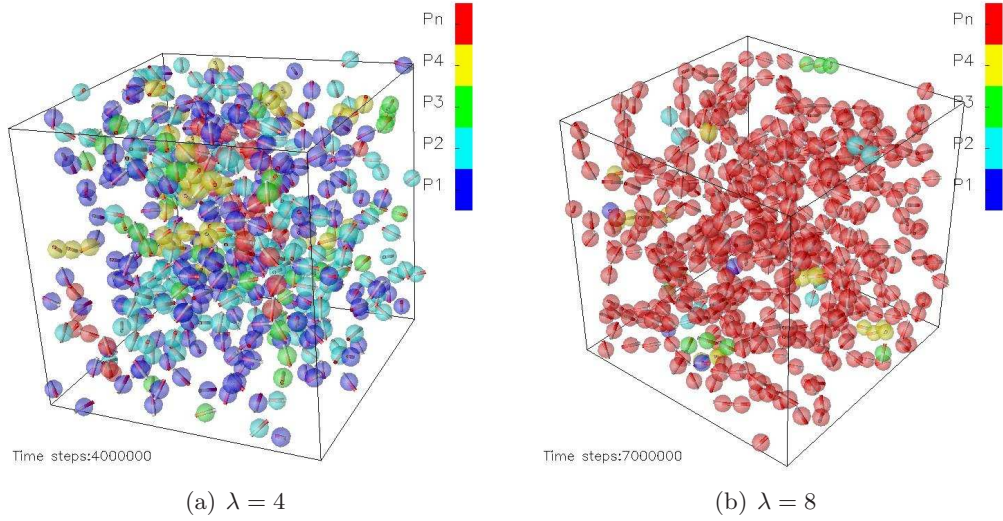 Pn
P4
P3
P2
P1
Time steps:4000000
(a) λ = 4
Pn
P4
P3
P2
P1
Time steps:7000000
(b) λ = 8